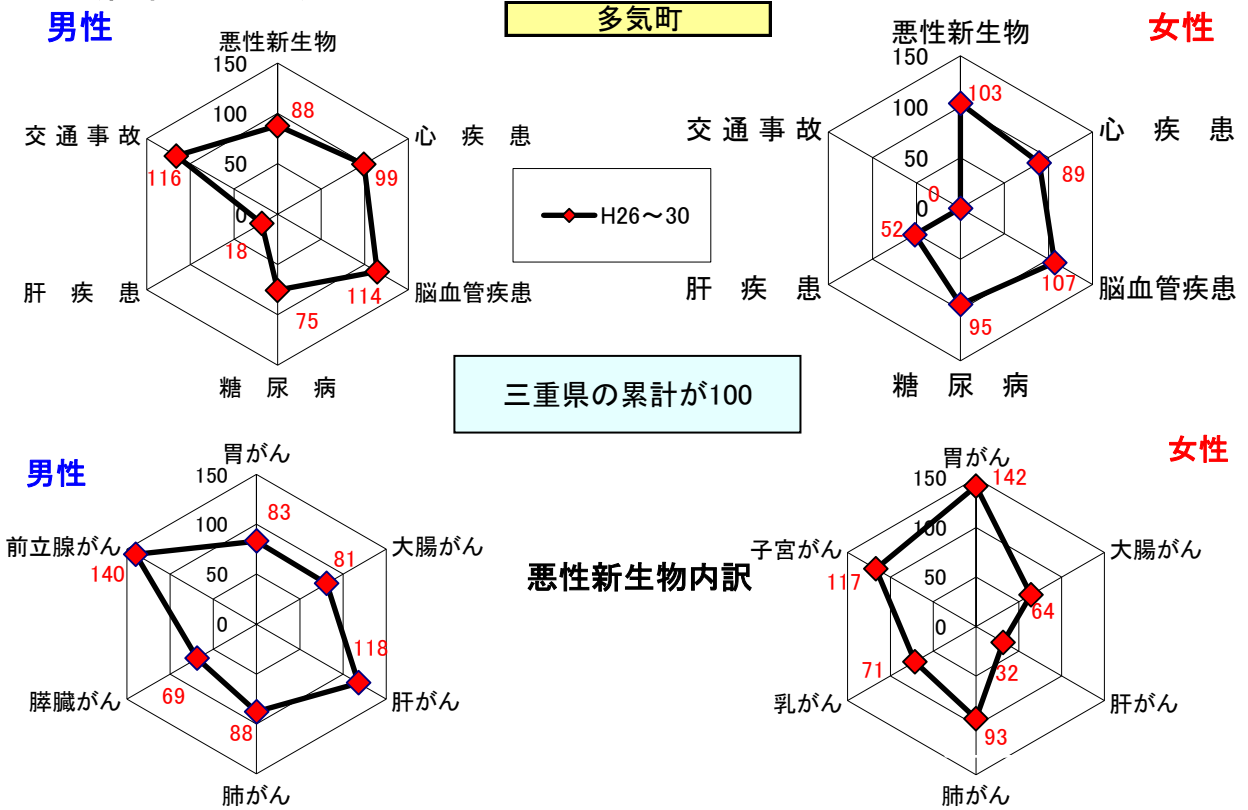 多気町
男性
悪性新生物
150
100
50
0
88
心 疾 患
99
脳血管疾患
114
糖 尿 病
75
肝 疾 患
18
交 通 事 故
116
H26～30
女性
悪性新生物
150
100
50
0
103
心 疾 患
89
脳血管疾患
107
糖 尿 病
95
肝 疾 患
52
交 通 事 故
0
三重県の累計が100
男性
胃がん
150
100
50
0
83
大腸がん
81
肝がん
118
肺がん
88
膵臓がん
69
前立腺がん
140
悪性新生物内訳
女性
胃がん
150
100
50
0
142
大腸がん
64
肝がん
32
肺がん
93
乳がん
71
子宮がん
117